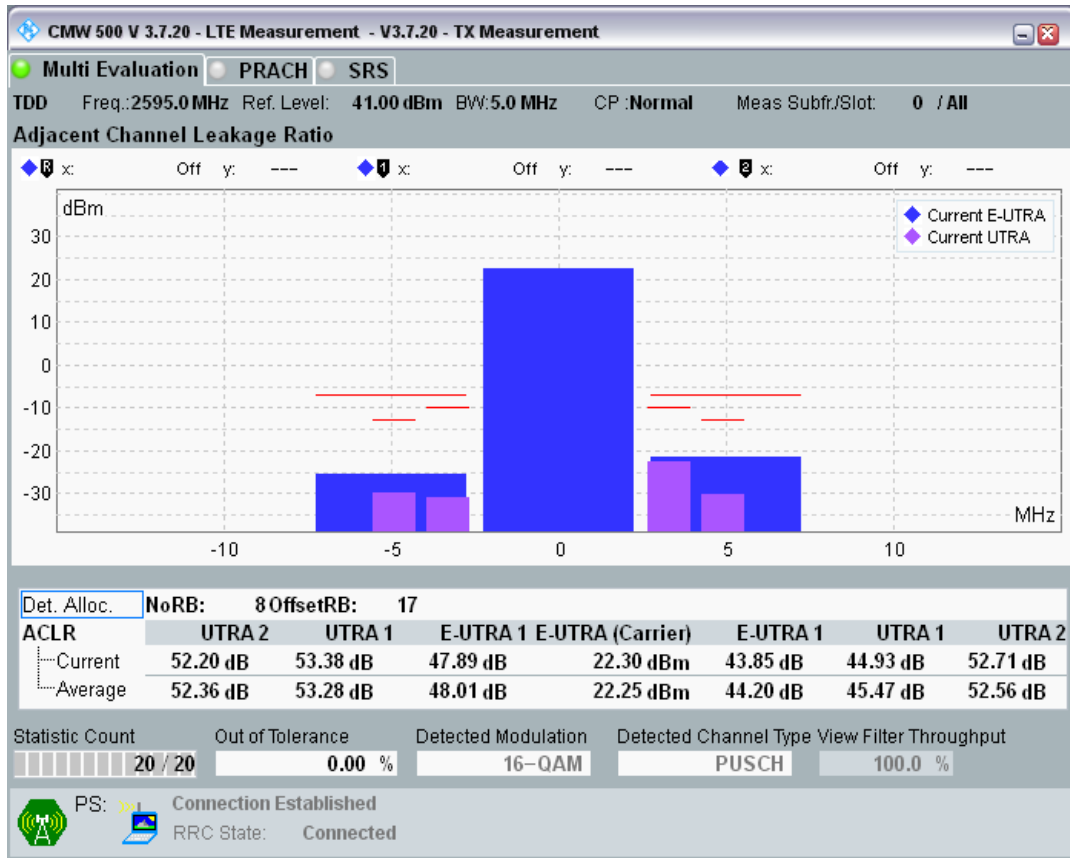 CMW 500 V 3.7.20 - LTE Measurement - V3.7.20 - TX Measurement
Multi Evaluation PRACH SRS
TDD Freq.:2595.0 MHz Ref. Level: 41.00 dBm BW:5.0 MHz CP :Normal Meas Subfr./Slot: 0 / All
Adjacent Channel Leakage Ratio
R x: Off y: --- 1 x: Off y: --- 2 x: Off y: ---
dBm
Current E-UTRA
Current UTRA
30
20
10
0
-10
-20
-30
MHz
-10 -5 0 5 10
Det. Alloc. NoRB: 8 OffsetRB: 17
ACLR UTRA 2 UTRA 1 E-UTRA 1 E-UTRA (Carrier) E-UTRA 1 UTRA 1 UTRA 2
Current 52.20 dB 53.38 dB 47.89 dB 22.30 dBm 43.85 dB 44.93 dB 52.71 dB
Average 52.36 dB 53.28 dB 48.01 dB 22.25 dBm 44.20 dB 45.47 dB 52.56 dB
Statistic Count Out of Tolerance Detected Modulation Detected Channel Type View Filter Throughput
20 / 20 0.00 % 16-QAM PUSCH 100.0 %
PS: Connection Established
RRC State: Connected